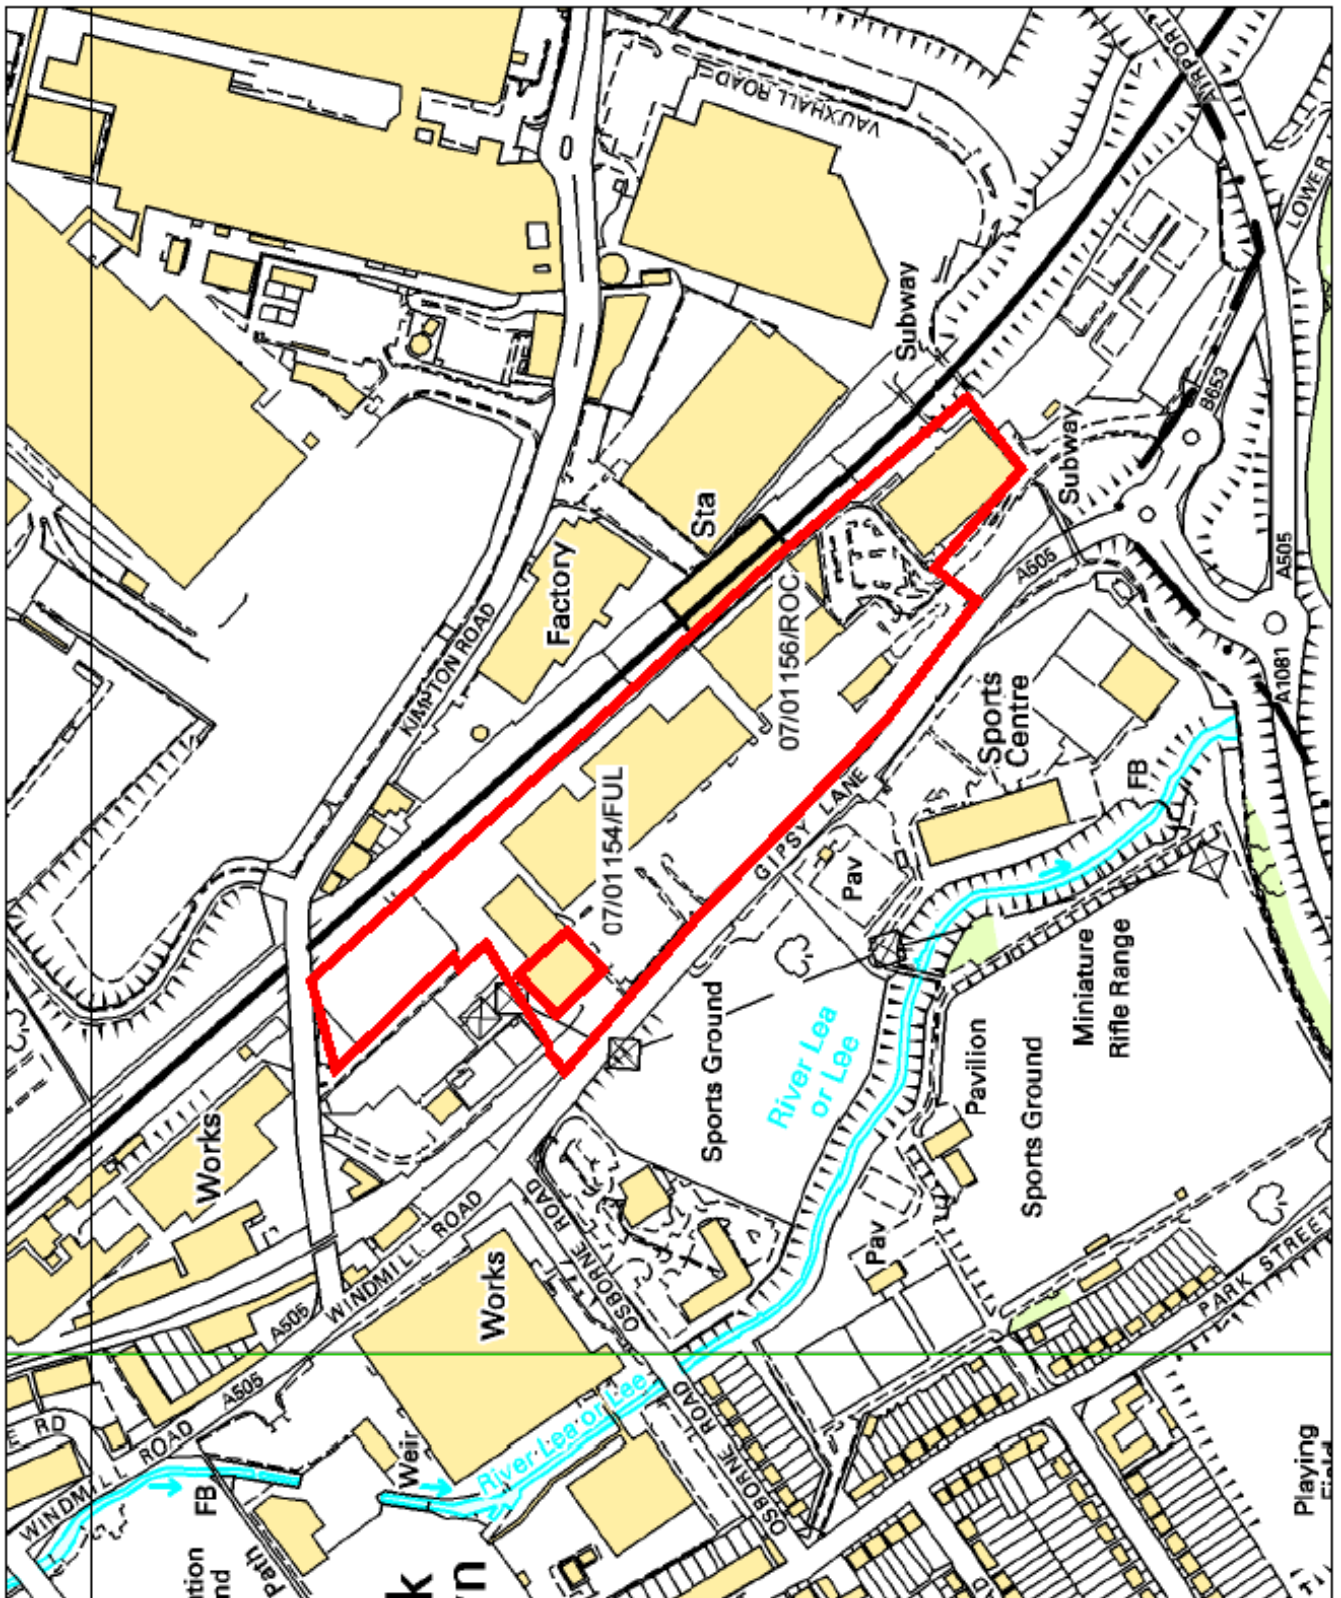 VAUXHALL ROAD
AIRPORT
LOWER
Subway
B653
Subway
Sta
A505
A505
Factory
KIMPTON ROAD
07/01156/ROC
A1081
Sports
Centre
FB
07/01154/FUL
GIPSY LANE
Pav
Miniature
Rifle Range
Sports Ground
River Lea
or Lee
Pavilion
Sports Ground
Works
WINDMILL ROAD
OSBORNE ROAD
Pav
PARK STREET
Works
A505
A505
River Lea or Lee
OSBORNE ROAD
WINDMILL ROAD
RD
Weir
FB
Path
Playing